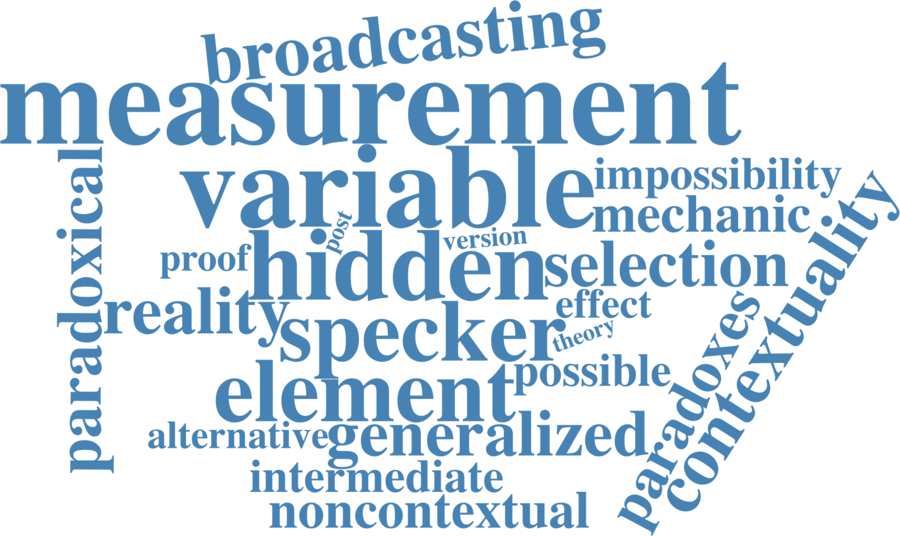 broadcasting
measurement
paradoxical
variable
impossibility
mechanic
contextuality
post
version
proof
hidden
selection
reality
effect
specker
theory
paradoxes
element
possible
alternative
generalized
intermediate
noncontextual